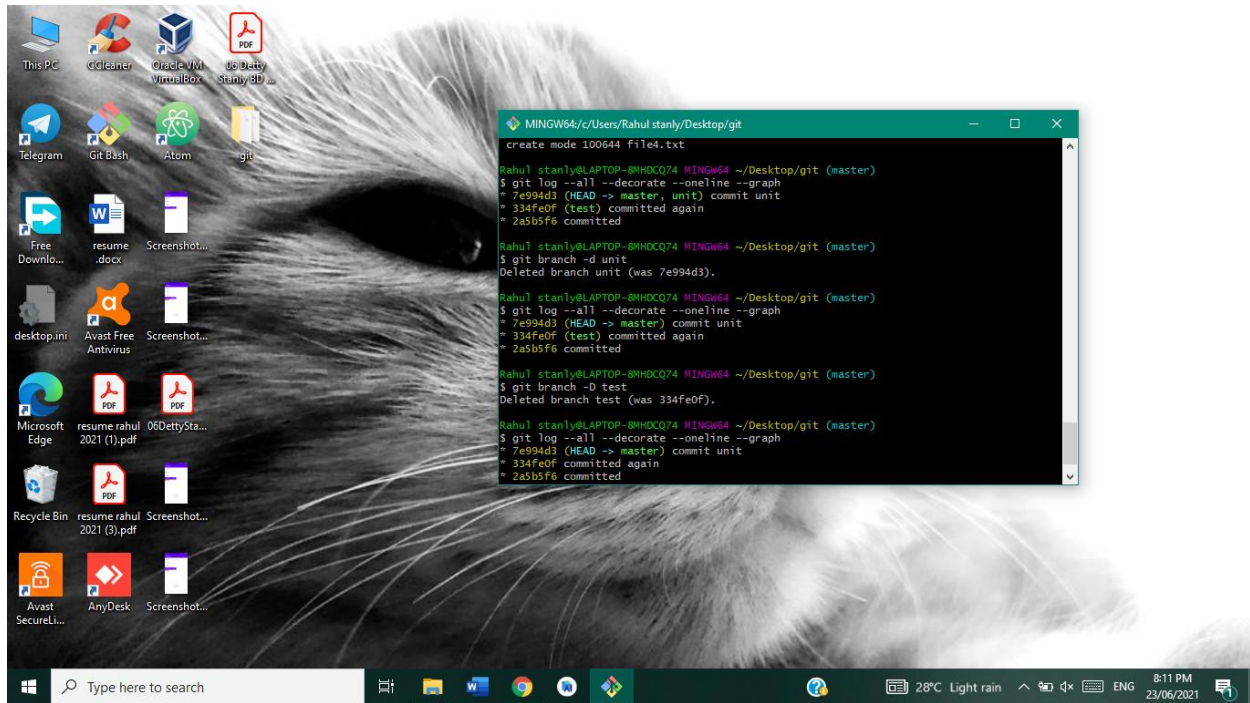 This PC
CCleaner
Oracle VM
VirtualBox
PDF
Jo Detty
Stanly BD ...
Telegram
Git Bash
Atom
git
Free
Downlo...
resume
.docx
Screenshot...
desktop.ini
Avast Free
Antivirus
Screenshot...
Microsoft
Edge
PDF
resume rahul
2021 (1).pdf
PDF
06DettySta...
Recycle Bin
PDF
resume rahul
2021 (3).pdf
Screenshot...
Avast
SecureLi...
AnyDesk
Screenshot...
MINGW64:/c/Users/Rahul stanly/Desktop/git
create mode 100644 file4.txt
Rahul stanly@LAPTOP-8MHDCQ74 MINGW64 ~/Desktop/git (master)
$ git log --all --decorate --oneline --graph
* 7e994d3 (HEAD -> master, unit) commit unit
* 334fe0f (test) committed again
* 2a5b5f6 committed
Rahul stanly@LAPTOP-8MHDCQ74 MINGW64 ~/Desktop/git (master)
$ git branch -d unit
Deleted branch unit (was 7e994d3).
Rahul stanly@LAPTOP-8MHDCQ74 MINGW64 ~/Desktop/git (master)
$ git log --all --decorate --oneline --graph
* 7e994d3 (HEAD -> master) commit unit
* 334fe0f (test) committed again
* 2a5b5f6 committed
Rahul stanly@LAPTOP-8MHDCQ74 MINGW64 ~/Desktop/git (master)
$ git branch -D test
Deleted branch test (was 334fe0f).
Rahul stanly@LAPTOP-8MHDCQ74 MINGW64 ~/Desktop/git (master)
$ git log --all --decorate --oneline --graph
* 7e994d3 (HEAD -> master) commit unit
* 334fe0f committed again
* 2a5b5f6 committed
Type here to search
28°C Light rain
ENG
8:11 PM
23/06/2021
1